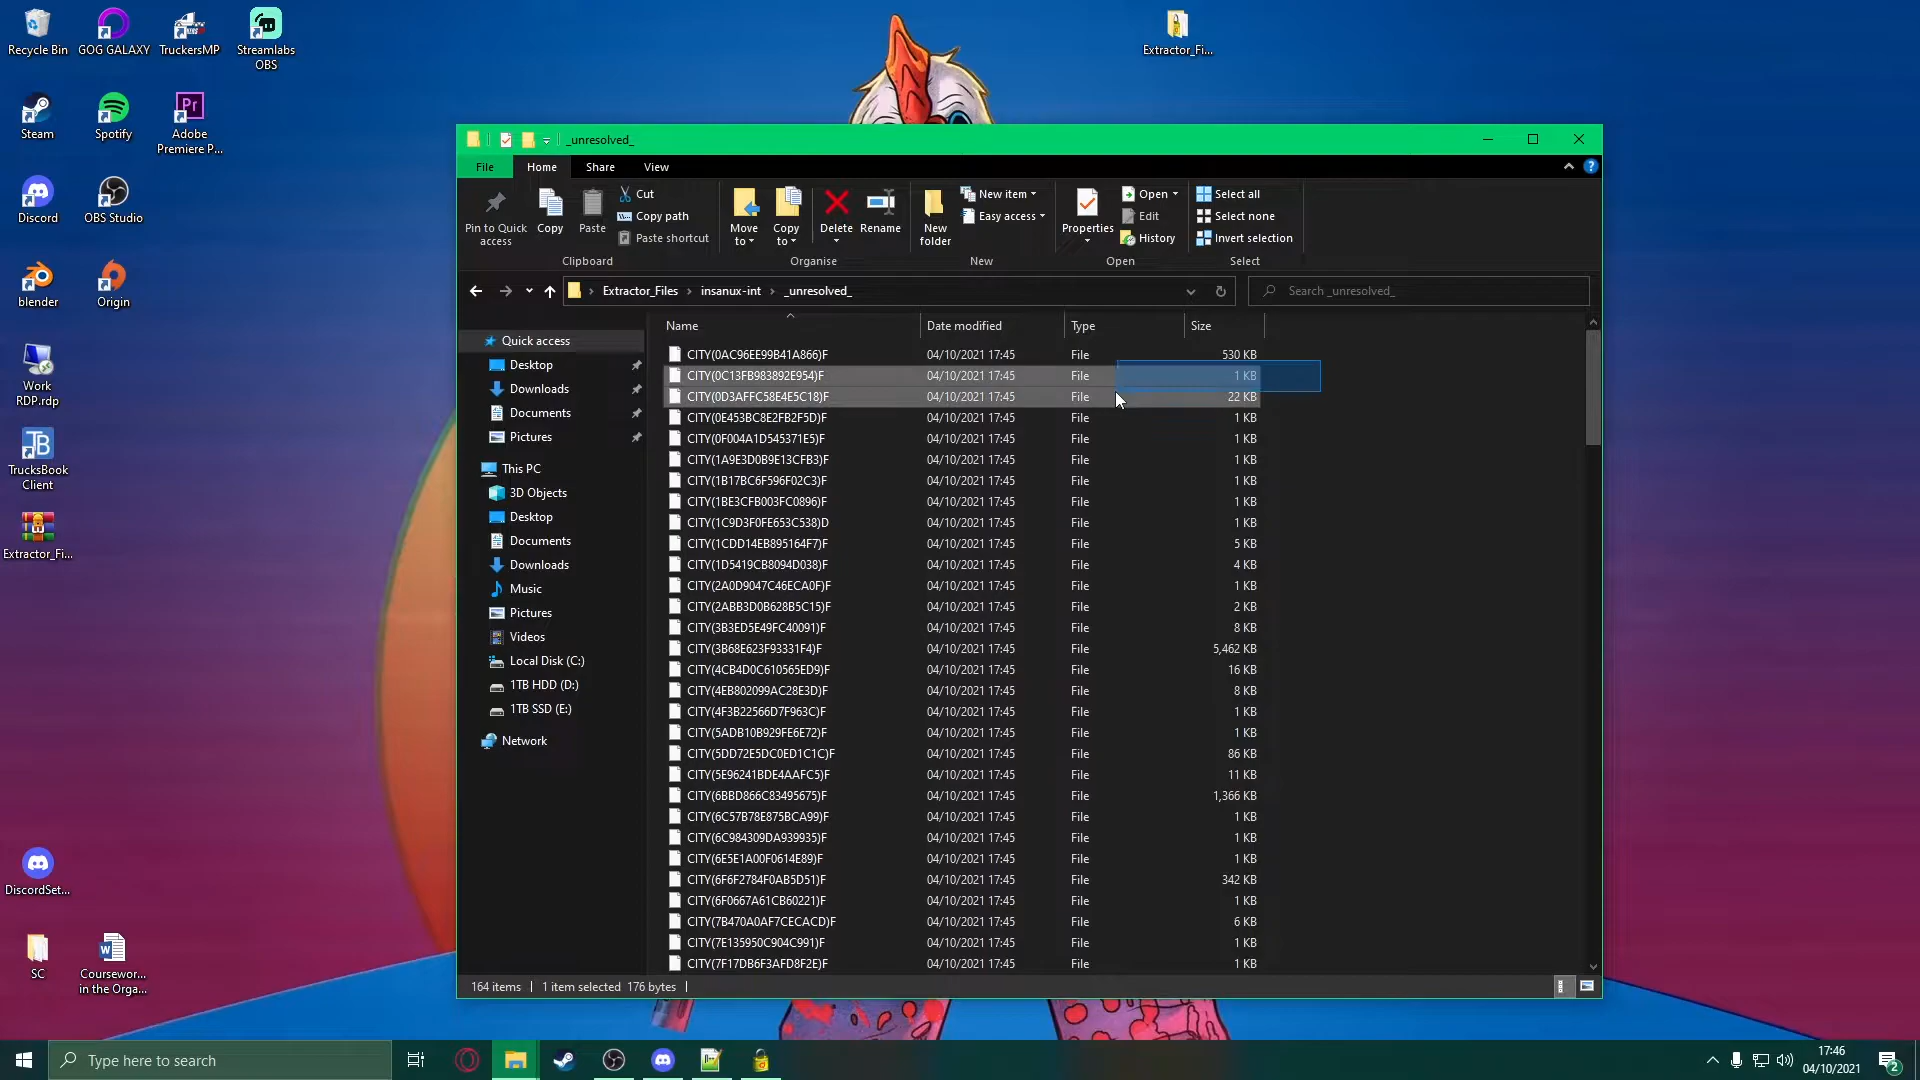 Recycle Bin
GOG GALAXY
TruckersMP
Streamlabs
OBS
Extractor_Fi...
Steam
Spotify
Adobe
Premiere P...
Discord
OBS Studio
blender
Origin
Work
RDP.rdp
TrucksBook
Client
Extractor_Fi...
DiscordSet...
SC
Coursewor...
in the Orga...
_unresolved_
File Home Share View
Pin to Quick
access
Copy
Paste
Cut
Copy path
Paste shortcut
Clipboard
Move
to
Copy
to
Delete
Rename
Organise
New
folder
New item
Easy access
New
Properties
Open
Edit
History
Open
Select all
Select none
Invert selection
Select
Extractor_Files insanux-int _unresolved_
Search _unresolved_
Quick access
Desktop
Downloads
Documents
Pictures
This PC
3D Objects
Desktop
Documents
Downloads
Music
Pictures
Videos
Local Disk (C:)
1TB HDD (D:)
1TB SSD (E:)
Network
Name Date modified Type Size
CITY(0AC96EE99B41A866)F 04/10/2021 17:45 File 530 KB
CITY(0C13FB983892E954)F 04/10/2021 17:45 File 1 KB
CITY(0D3AFFC58E4E5C18)F 04/10/2021 17:45 File 22 KB
CITY(0E453BC8E2FB2F5D)F 04/10/2021 17:45 File 1 KB
CITY(0F004A1D545371E5)F 04/10/2021 17:45 File 1 KB
CITY(1A9E3D0B9E13CFB3)F 04/10/2021 17:45 File 1 KB
CITY(1B17BC6F596F02C3)F 04/10/2021 17:45 File 1 KB
CITY(1BE3CFB003FC0896)F 04/10/2021 17:45 File 1 KB
CITY(1C9D3F0FE653C538)D 04/10/2021 17:45 File 1 KB
CITY(1CDD14EB895164F7)F 04/10/2021 17:45 File 5 KB
CITY(1D5419CB8094D038)F 04/10/2021 17:45 File 4 KB
CITY(2A0D9047C46ECA0F)F 04/10/2021 17:45 File 1 KB
CITY(2ABB3D0B628B5C15)F 04/10/2021 17:45 File 2 KB
CITY(3B3ED5E49FC40091)F 04/10/2021 17:45 File 8 KB
CITY(3B68E623F93331F4)F 04/10/2021 17:45 File 5,462 KB
CITY(4CB4D0C610565ED9)F 04/10/2021 17:45 File 16 KB
CITY(4EB802099AC28E3D)F 04/10/2021 17:45 File 8 KB
CITY(4F3B22566D7F963C)F 04/10/2021 17:45 File 1 KB
CITY(5ADB10B929FE6E72)F 04/10/2021 17:45 File 1 KB
CITY(5DD72E5DC0ED1C1C)F 04/10/2021 17:45 File 86 KB
CITY(5E96241BDE4AAFC5)F 04/10/2021 17:45 File 11 KB
CITY(6BBD866C83495675)F 04/10/2021 17:45 File 1,366 KB
CITY(6C57B78E875BCA99)F 04/10/2021 17:45 File 1 KB
CITY(6C984309DA939935)F 04/10/2021 17:45 File 1 KB
CITY(6E5E1A00F0614E89)F 04/10/2021 17:45 File 1 KB
CITY(6F6F2784F0AB5D51)F 04/10/2021 17:45 File 342 KB
CITY(6F0667A61CB60221)F 04/10/2021 17:45 File 1 KB
CITY(7B470A0AF7CECACD)F 04/10/2021 17:45 File 6 KB
CITY(7E135950C904C991)F 04/10/2021 17:45 File 1 KB
CITY(7F17DB6F3AFD8F2E)F 04/10/2021 17:45 File 1 KB
164 items 1 item selected 176 bytes
Type here to search
17:46
04/10/2021
2